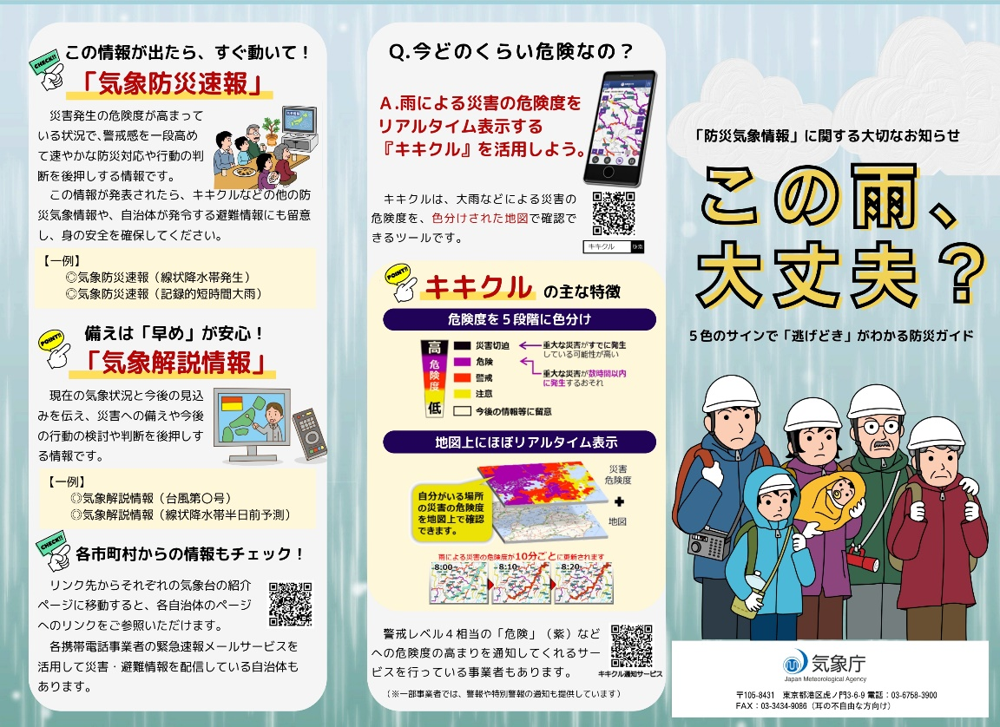 CHECK!!
この情報が出たら、すぐ動いて！
「気象防災速報」
災害発生の危険度が高まって
いる状況で、警戒感を一段高め
て速やかな防災対応や行動の判
断を後押しする情報です。
この情報が発表されたら、キキクルなどの他の防
災気象情報や、自治体が発令する避難情報にも留意
し、身の安全を確保してください。
【一例】
◎気象防災速報（線状降水帯発生）
◎気象防災速報（記録的短時間大雨）
POINT!!
備えは「早め」が安心！
「気象解説情報」
現在の気象状況と今後の見込
みを伝え、災害への備えや今後
の行動の検討や判断を後押しす
る情報です。
【一例】
◎気象解説情報（台風第〇号）
◎気象解説情報（線状降水帯半日前予測）
CHECK!!
各市町村からの情報もチェック！
リンク先からそれぞれの気象台の紹介
ページに移動すると、各自治体のページ
へのリンクをご参照いただけます。
各携帯電話事業者の緊急速報メールサービスを
活用して災害・避難情報を配信している自治体も
あります。
Q.今どのくらい危険なの？
A.雨による災害の危険度を
リアルタイム表示する
『キキクル』を活用しよう。
キキクルは、大雨などによる災害の
危険度を、色分けされた地図で確認で
きるツールです。
キキクル 検索
POINT!!
キキクルの主な特徴
危険度を５段階に色分け
高
危険度
低
災害切迫
危険
警戒
注意
今後の情報等に留意
重大な災害がすでに発生
している可能性が高い
重大な災害が数時間以内
に発生するおそれ
地図上にほぼリアルタイム表示
自分がいる場所
の災害の危険度
を地図上で確認
できます。
災害
危険度
+
地図
雨による災害の危険度が10分ごとに更新されます
8:00
8:10
8:20
警戒レベル４相当の「危険」（紫）など
への危険度の高まりを通知してくれるサー
ビスを行っている事業者もあります。
キキクル通知サービス
（※一部事業者では、警報や特別警報の通知も提供しています）
「防災気象情報」に関する大切なお知らせ
この雨、
大丈夫？
５色のサインで「逃げどき」がわかる防災ガイド
気象庁
Japan Meteorological Agency
〒105-8431　東京都港区虎ノ門3-6-9 電話：03-6758-3900
FAX：03-3434-9086（耳の不自由な方向け）